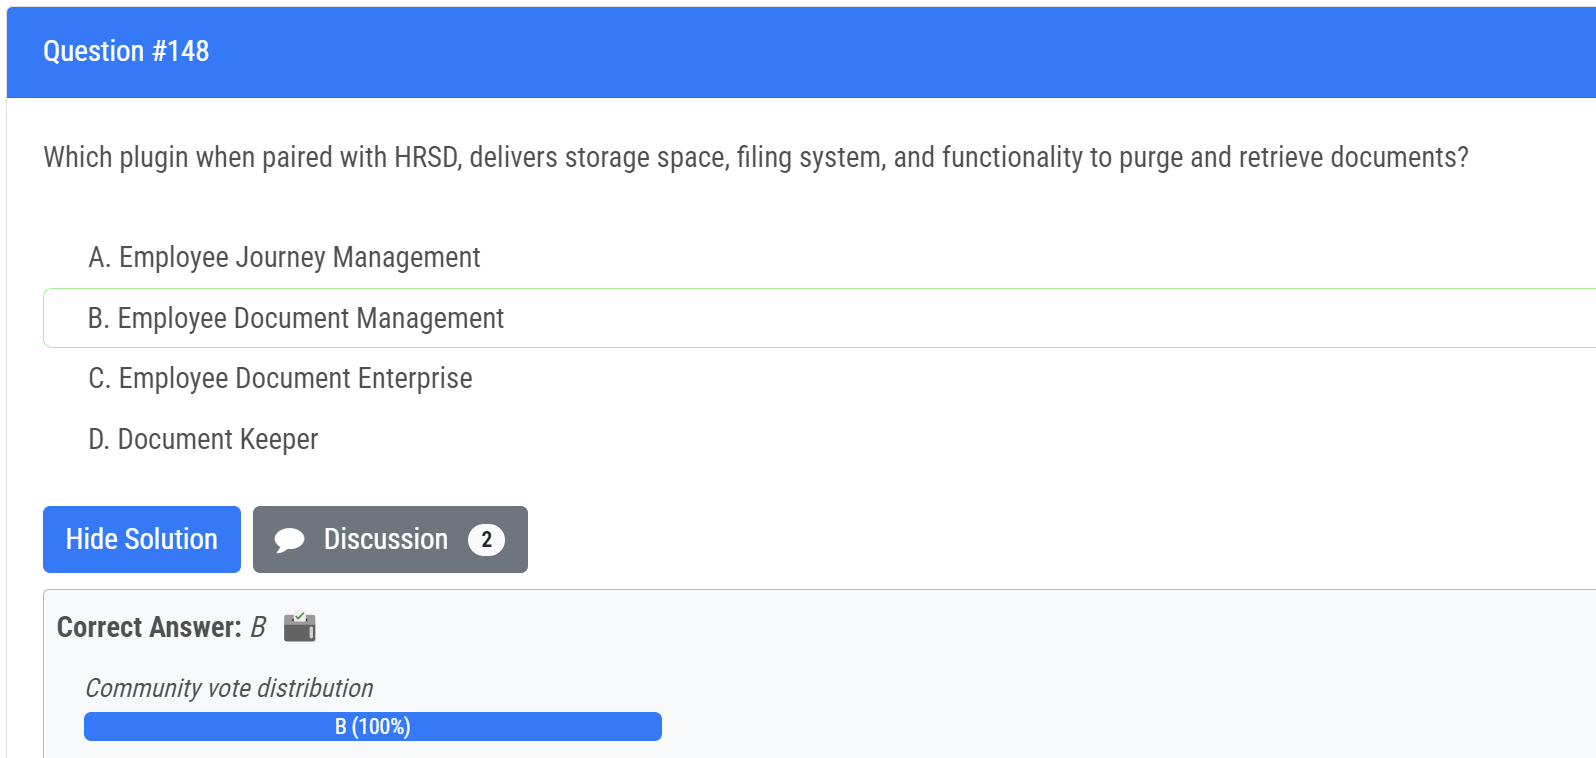 Question #148
Which plugin when paired with HRSD, delivers storage space, filing system, and functionality to purge and retrieve documents?
A. Employee Journey Management
B. Employee Document Management
C. Employee Document Enterprise
D. Document Keeper
Hide Solution Discussion 2
Correct Answer: B
Community vote distribution
B (100%)